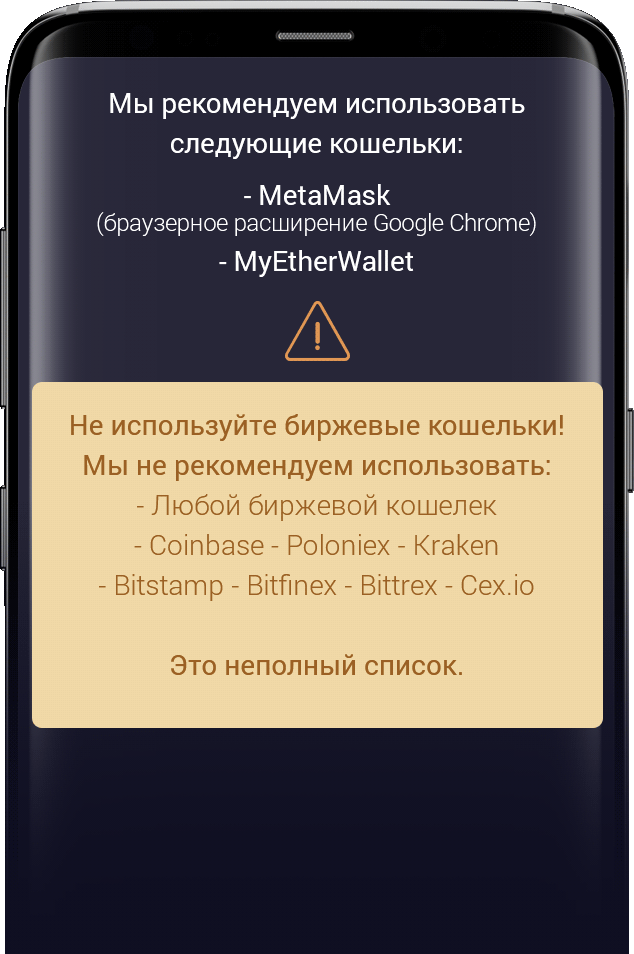 Мы рекомендуем использовать
следующие кошельки:
- MetaMask
(браузерное расширение Google Chrome)
- MyEtherWallet
Не используйте биржевые кошельки!
Мы не рекомендуем использовать:
- Любой биржевой кошелек
- Coinbase - Poloniex - Kraken
- Bitstamp - Bitfinex - Bittrex - Cex.io
Это неполный список.